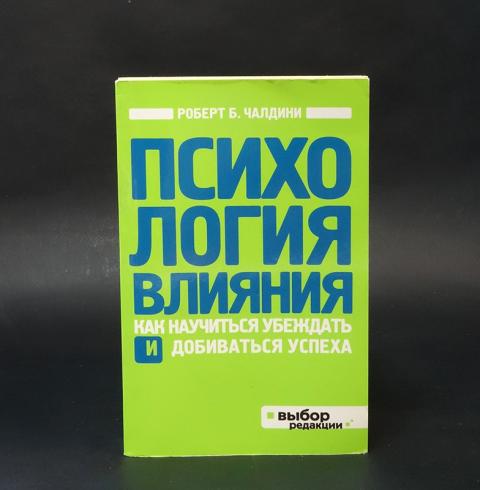 РОБЕРТ Б. ЧАЛДИНИ
ПСИХО
ЛОГИЯ
ВЛИЯНИЯ
КАК НАУЧИТЬСЯ УБЕЖДАТЬ
И ДОБИВАТЬСЯ УСПЕХА
выбор
редакции